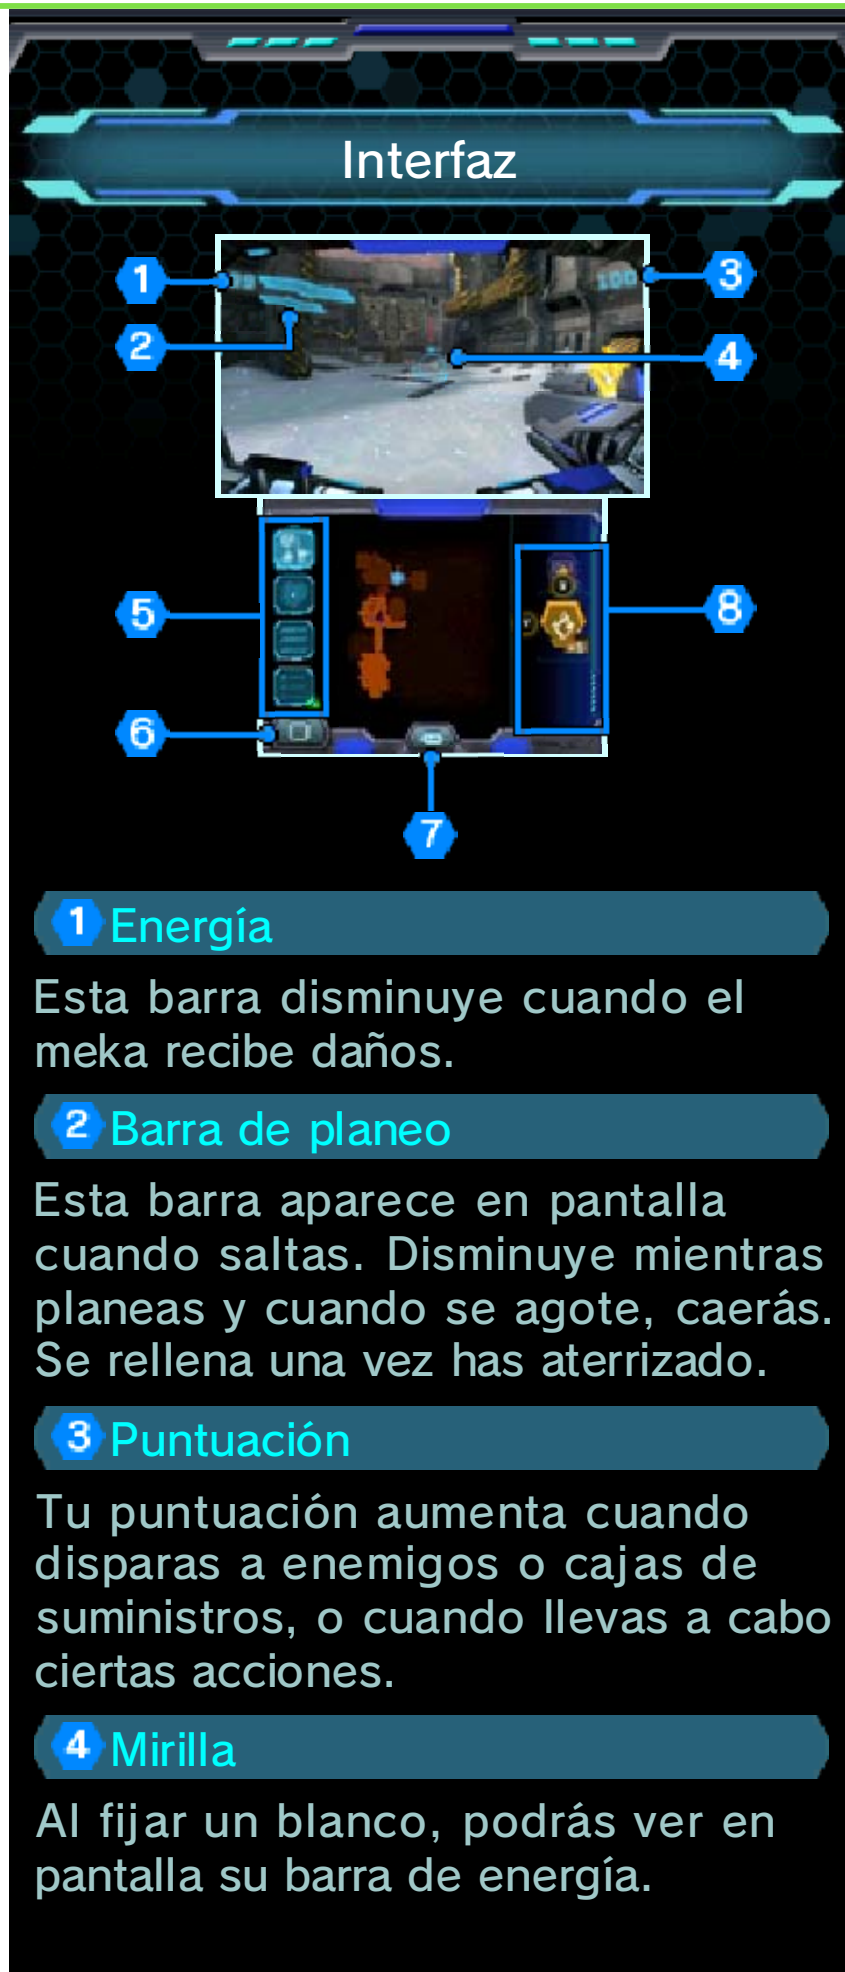 Interfaz
1
3
100
2
4
5
8
6
7
1 Energía
Esta barra disminuye cuando el
meka recibe daños.
2 Barra de planeo
Esta barra aparece en pantalla
cuando saltas. Disminuye mientras
planeas y cuando se agote, caerás.
Se rellena una vez has aterrizado.
3 Puntuación
Tu puntuación aumenta cuando
disparas a enemigos o cajas de
suministros, o cuando llevas a cabo
ciertas acciones.
4 Mirilla
Al fijar un blanco, podrás ver en
pantalla su barra de energía.